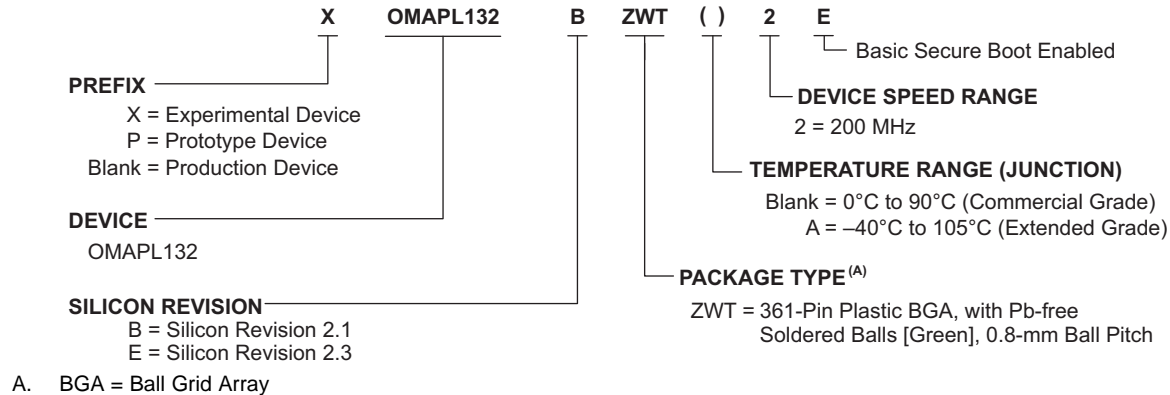 X OMAPL132 B ZWT ( ) 2 E
Basic Secure Boot Enabled
PREFIX
X = Experimental Device
P = Prototype Device
Blank = Production Device
DEVICE SPEED RANGE
2 = 200 MHz
TEMPERATURE RANGE (JUNCTION)
Blank = 0°C to 90°C (Commercial Grade)
A = –40°C to 105°C (Extended Grade)
DEVICE
OMAPL132
PACKAGE TYPE (A)
ZWT = 361-Pin Plastic BGA, with Pb-free
Soldered Balls [Green], 0.8-mm Ball Pitch
SILICON REVISION
B = Silicon Revision 2.1
E = Silicon Revision 2.3
A. BGA = Ball Grid Array